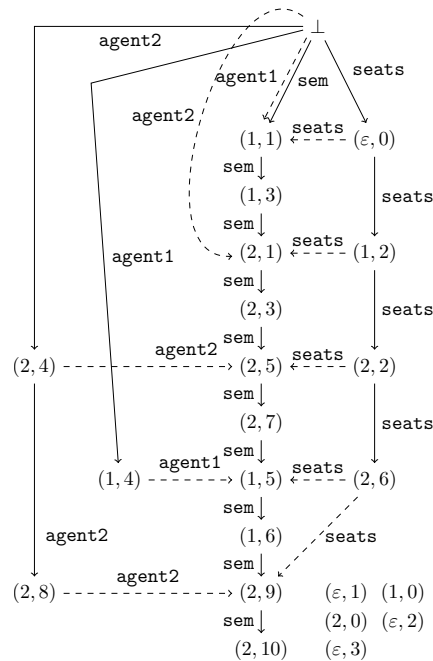 ⊥
agent2
agent1
sem
seats
agent2
(1, 1) seats (ε, 0)
sem
(1, 3)
sem
seats
(2, 1) seats (1, 2)
agent1
sem
(2, 3)
sem
seats
(2, 4) agent2 (2, 5) seats (2, 2)
sem
(2, 7)
sem
seats
(1, 4) agent1 (1, 5) seats (2, 6)
(1, 6)
agent2
sem
seats
sem
(2, 8) agent2 (2, 9) (ε, 1) (1, 0)
sem (2, 0) (ε, 2)
(2, 10) (ε, 3)